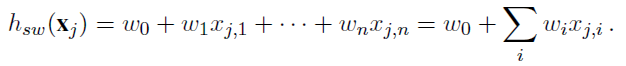 h_{sw}(\mathbf{x}_j) = w_0 + w_1 x_{j,1} + \cdots + w_n x_{j,n} = w_0 + \sum_i w_i x_{j,i} .